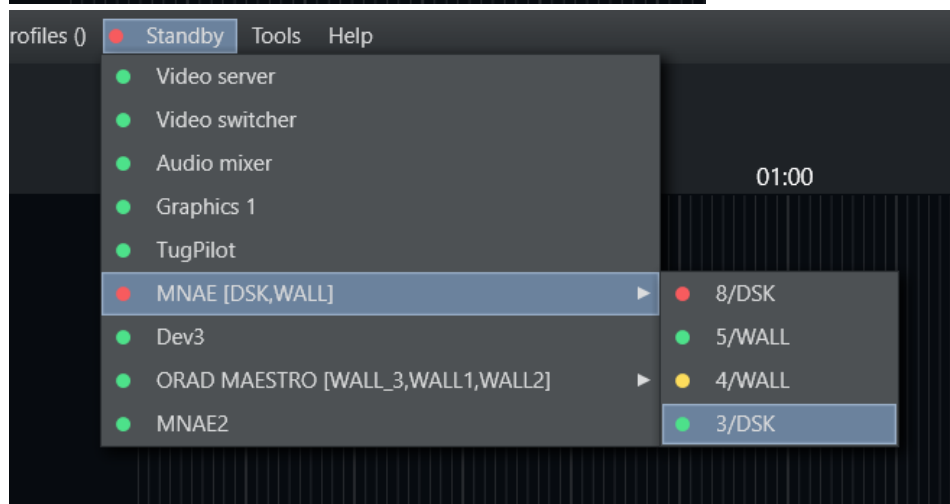 rofiles () Standby Tools Help
Video server
Video switcher
Audio mixer
01:00
Graphics 1
TugPilot
MNAE [DSK,WALL]
8/DSK
Dev3
5/WALL
ORAD MAESTRO [WALL_3,WALL1,WALL2]
4/WALL
MNAE2
3/DSK